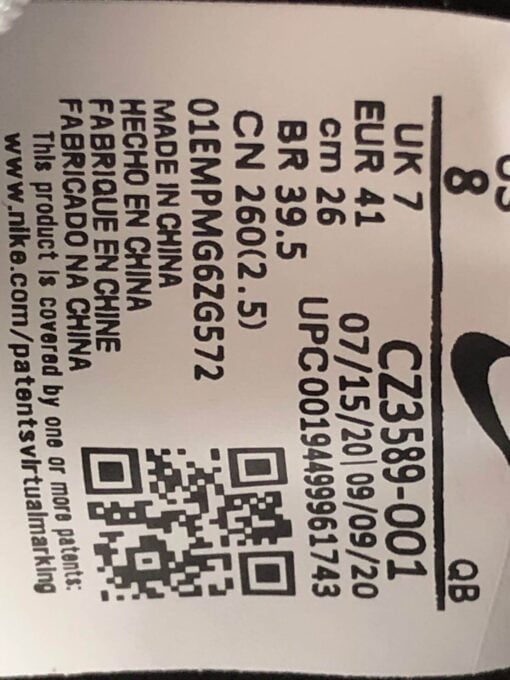 US
8
QB
UK 7
EUR 41
cm 26
BR 39.5
CN 260(2.5)
CZ3589-001
07/15/20| 09/09/20
UPC00194499961743
01EMPMG6ZG572
MADE IN CHINA
HECHO EN CHINA
FABRIQUE EN CHINE
FABRICADO NA CHINA
This product is covered by one or more patents:
www.nike.com/patentsvirtualmarking